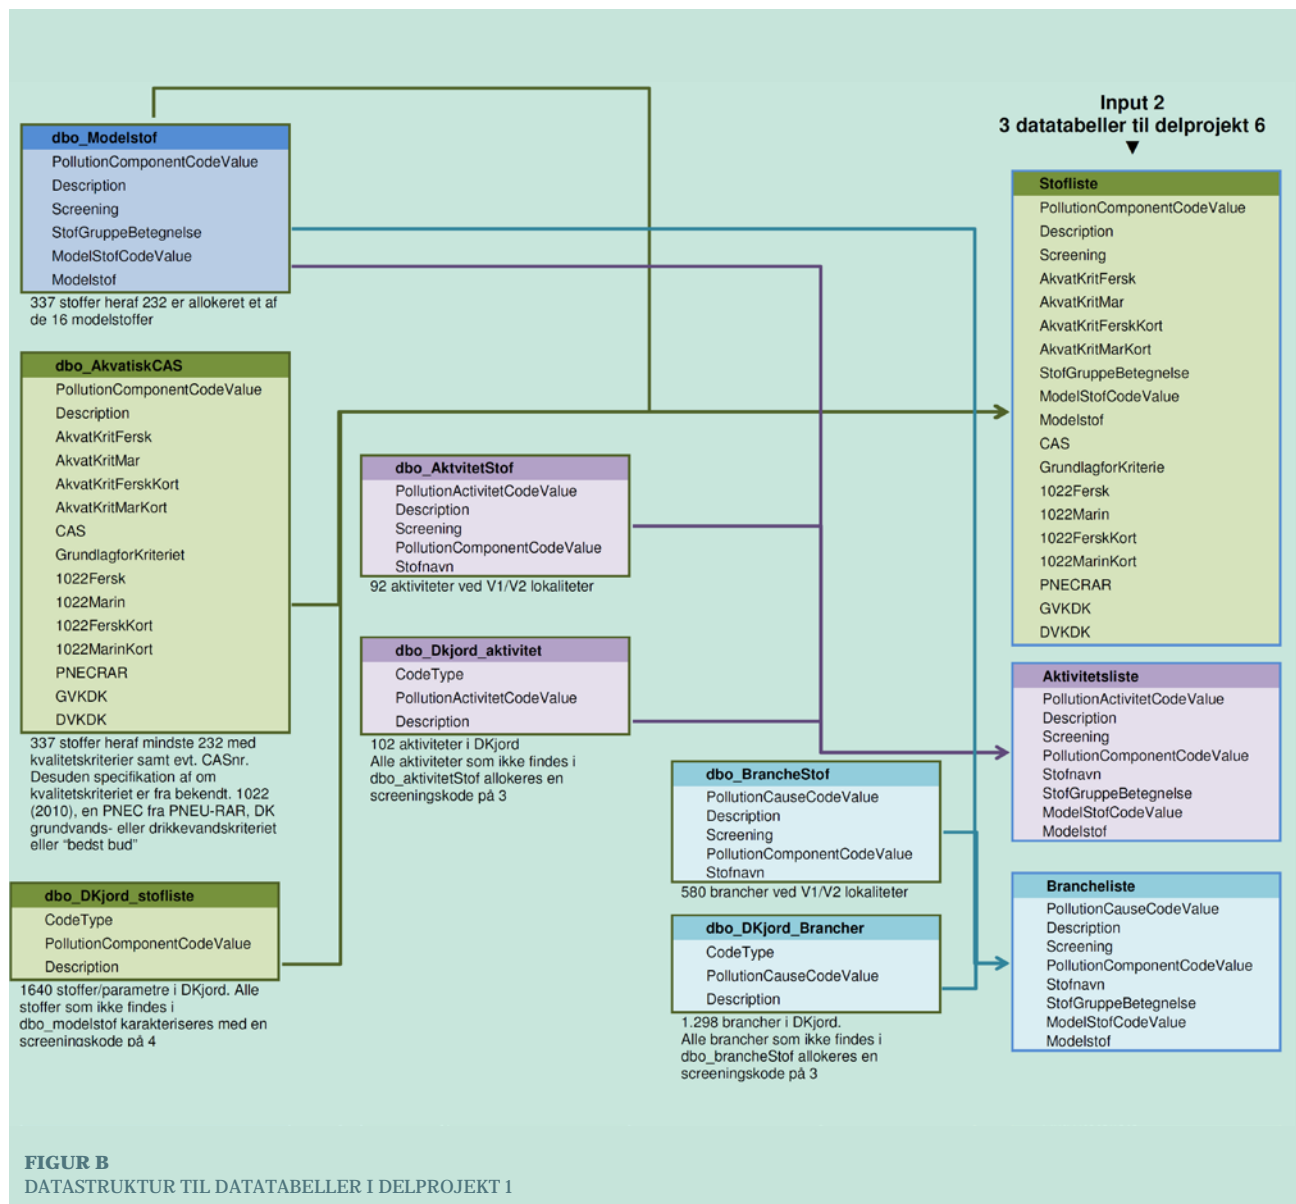 Input 2
3 datatabeller til delprojekt 6
▼
dbo_Modelstof
PollutionComponentCodeValue
Description
Screening
StofGruppeBetegnelse
ModelStofCodeValue
Modelstof
337 stoffer heraf 232 er allokeret et af
de 16 modelstoffer
dbo_AkvatiskCAS
PollutionComponentCodeValue
Description
AkvatKritFersk
AkvatKritMar
AkvatKritFerskKort
AkvatKritMarKort
CAS
GrundlagforKriteriet
1022Fersk
1022Marin
1022FerskKort
1022MarinKort
PNECRAR
GVKDK
DVKDK
337 stoffer heraf mindste 232 med
kvalitetskriterier samt evt. CASnr.
Desuden specifikation af om
kvalitetskriteriet er fra bekendt. 1022
(2010), en PNEC fra PNEU-RAR, DK
grundvands- eller drikkevandskriteriet
eller “bedst bud”
dbo_DKjord_stofliste
CodeType
PollutionComponentCodeValue
Description
1640 stoffer/parametre i DKjord. Alle
stoffer som ikke findes i
dbo_modelstof karakteriseres med en
screeningskode på 4
dbo_AktvitetStof
PollutionActivitetCodeValue
Description
Screening
PollutionComponentCodeValue
Stofnavn
92 aktiviteter ved V1/V2 lokaliteter
dbo_Dkjord_aktivitet
CodeType
PollutionActivitetCodeValue
Description
102 aktiviteter i DKjord
Alle aktiviteter som ikke findes i
dbo_aktivitetStof allokeres en
screeningskode på 3
dbo_BrancheStof
PollutionCauseCodeValue
Description
Screening
PollutionComponentCodeValue
Stofnavn
580 brancher ved V1/V2 lokaliteter
dbo_DKjord_Brancher
CodeType
PollutionCauseCodeValue
Description
1.298 brancher i DKjord.
Alle brancher som ikke findes i
dbo_brancheStof allokeres en
screeningskode på 3
Stofliste
PollutionComponentCodeValue
Description
Screening
AkvatKritFersk
AkvatKritMar
AkvatKritFerskKort
AkvatKritMarKort
StofGruppeBetegnelse
ModelStofCodeValue
Modelstof
CAS
GrundlagforKriterie
1022Fersk
1022Marin
1022FerskKort
1022MarinKort
PNECRAR
GVKDK
DVKDK
Aktivitetsliste
PollutionActivitetCodeValue
Description
Screening
PollutionComponentCodeValue
Stofnavn
StofGruppeBetegnelse
ModelStofCodeValue
Modelstof
Brancheliste
PollutionCauseCodeValue
Description
Screening
PollutionComponentCodeValue
Stofnavn
StofGruppeBetegnelse
ModelStofCodeValue
Modelstof
FIGUR B
DATASTRUKTUR TIL DATATABELLER I DELPROJEKT 1